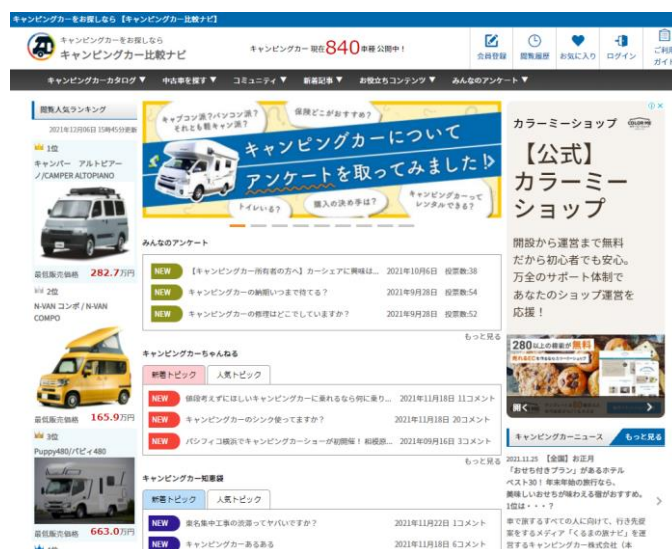 キャンピングカーをお探しなら 【キャンピングカー比較ナビ】
キャンピングカーをお探しなら
キャンピングカー比較ナビ
キャンピングカー 現在840車種 公開中！
会員登録
閲覧履歴
お気に入り
ログイン
ご利用
ガイド
キャンピングカーカタログ ▼
中古車を探す ▼
コミュニティ ▼
新着記事 ▼
お役立ちコンテンツ ▼
みんなのアンケート ▼
閲覧人気ランキング
2021年12月06日 15時45分更新
1位
キャンパー アルトピアー
ノ/CAMPER ALTOPIANO
最低販売価格 282.7万円
2位
N-VAN コンポ / N-VAN
COMPO
最低販売価格 165.9万円
3位
Puppy480/パピィ480
最低販売価格 663.0万円
キャブコン派？バンコン派？
それとも軽キャン派？
保険どこがおすすめ？
キャンピングカーについて
アンケートを取ってみました！
トイレいる？
購入の決め手は？
キャンピングカーって
レンタルできる？
みんなのアンケート
NEW 【キャンピングカー所有者の方へ】カーシェアに興味は... 2021年10月6日 投票数:38
NEW キャンピングカーの納期いつまで待てる？ 2021年9月28日 投票数:54
NEW キャンピングカーの修理はどこでしていますか？ 2021年9月28日 投票数:52
もっと見る
キャンピングカーちゃんねる
新着トピック 人気トピック
NEW 値段考えずにほしいキャンピングカーに乗れるなら何に乗り... 2021年11月18日 11コメント
NEW キャンピングカーのシンク使ってますか？ 2021年11月18日 20コメント
NEW パシフィコ横浜でキャンピングカーショーが初開催！ 相模原... 2021年09月16日 3コメント
もっと見る
キャンピングカー知恵袋
新着トピック 人気トピック
NEW 東名集中工事の渋滞ってヤバいですか？ 2021年11月22日 1コメント
NEW キャンピングカーあるある 2021年11月18日 6コメント
カラーミーショップ
【公式】
カラーミー
ショップ
開設から運営まで無料
だから初心者でも安心。
万全のサポート体制で
あなたのショップ運営を
応援！
280以上の機能が無料
開く
キャンピングカーニュース もっと見る
2021.11.25 【全国】お正月
「おせち付きプラン」があるホテル
ベスト30！ 年末年始の旅行なら、
美味しいおせちが味わえる宿がおすすめ。
1位は・・・？
車で旅するすべての人に向けて、行き先提
案をするメディア「くるまの旅ナビ」を運
営するキャンピングカー株式会社（本